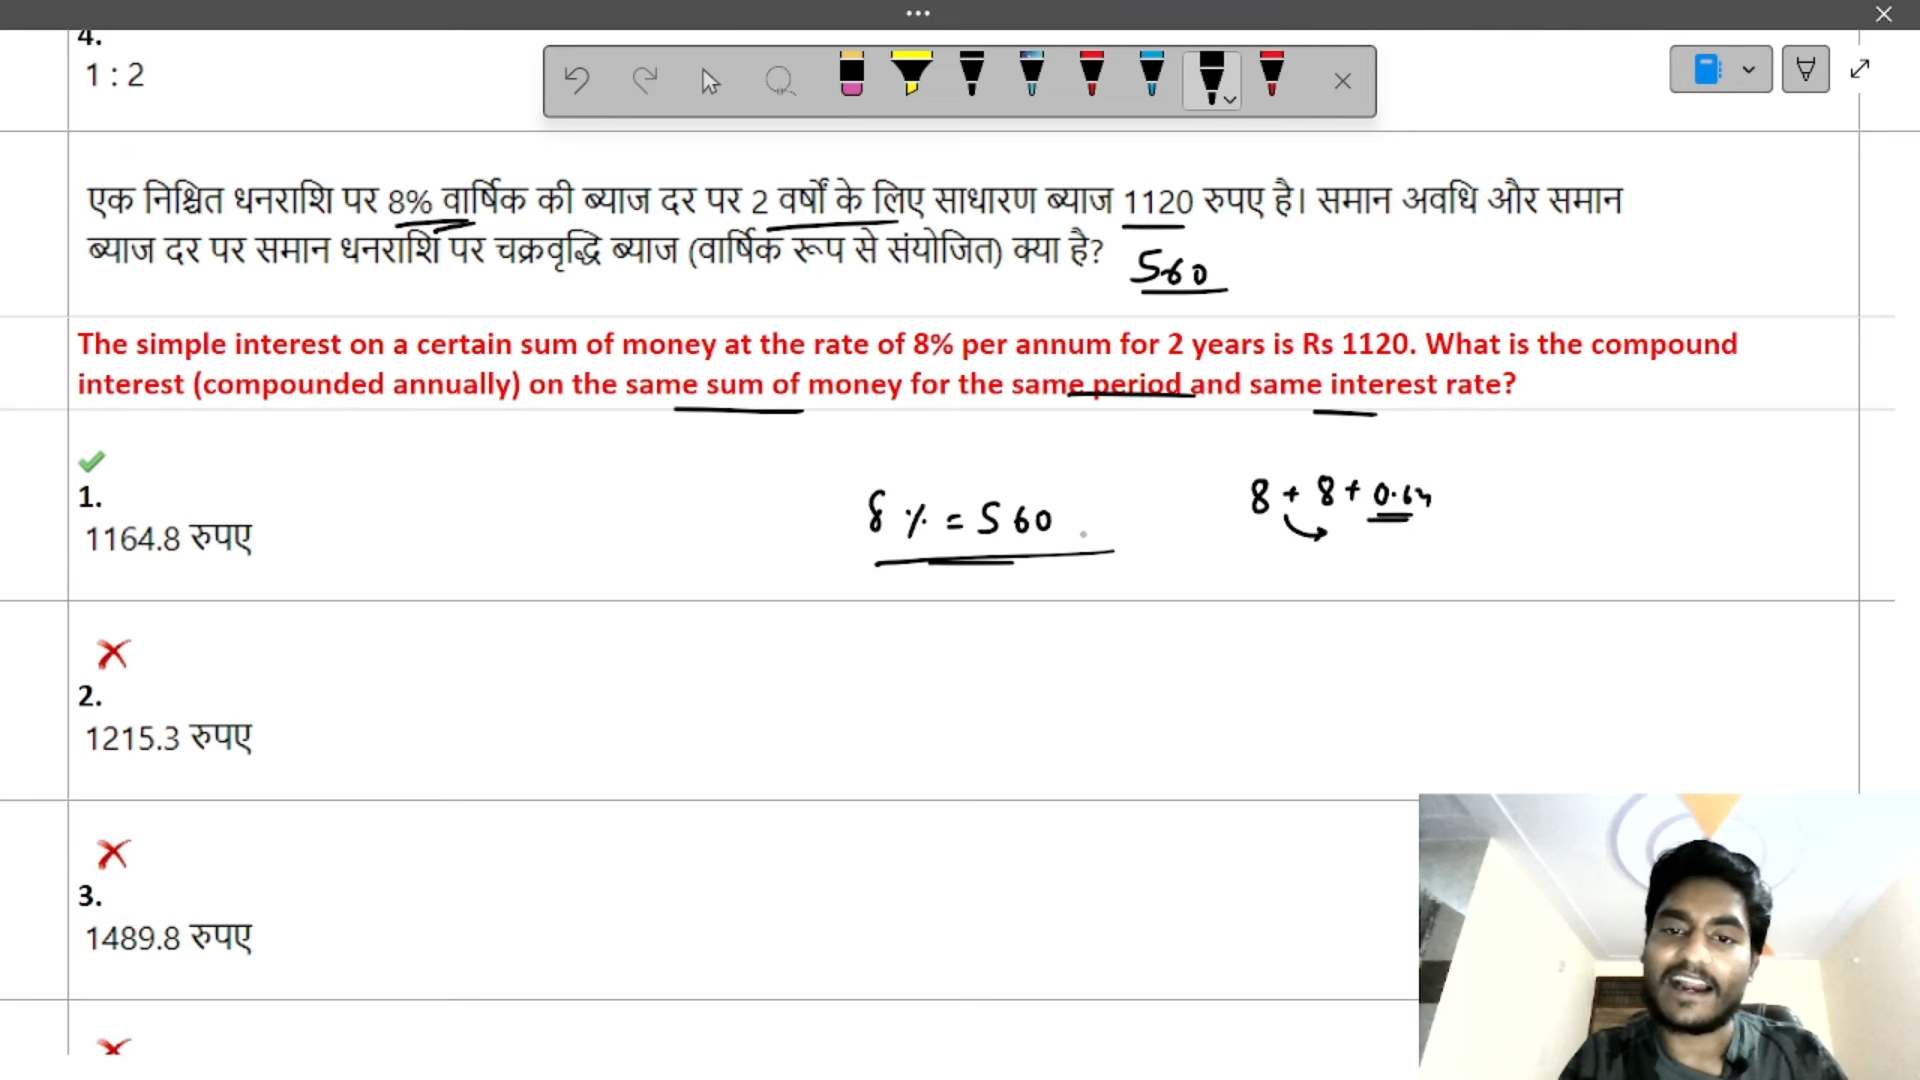 4.
1 : 2
एक निश्चित धनराशि पर 8% वार्षिक की ब्याज दर पर 2 वर्षों के लिए साधारण ब्याज 1120 रुपए है। समान अवधि और समान
ब्याज दर पर समान धनराशि पर चक्रवृद्धि ब्याज (वार्षिक रूप से संयोजित) क्या है?
560
The simple interest on a certain sum of money at the rate of 8% per annum for 2 years is Rs 1120. What is the compound
interest (compounded annually) on the same sum of money for the same period and same interest rate?
1.
1164.8 रुपए
8 % = 560
8 + 8 + 0.64
2.
1215.3 रुपए
3.
1489.8 रुपए